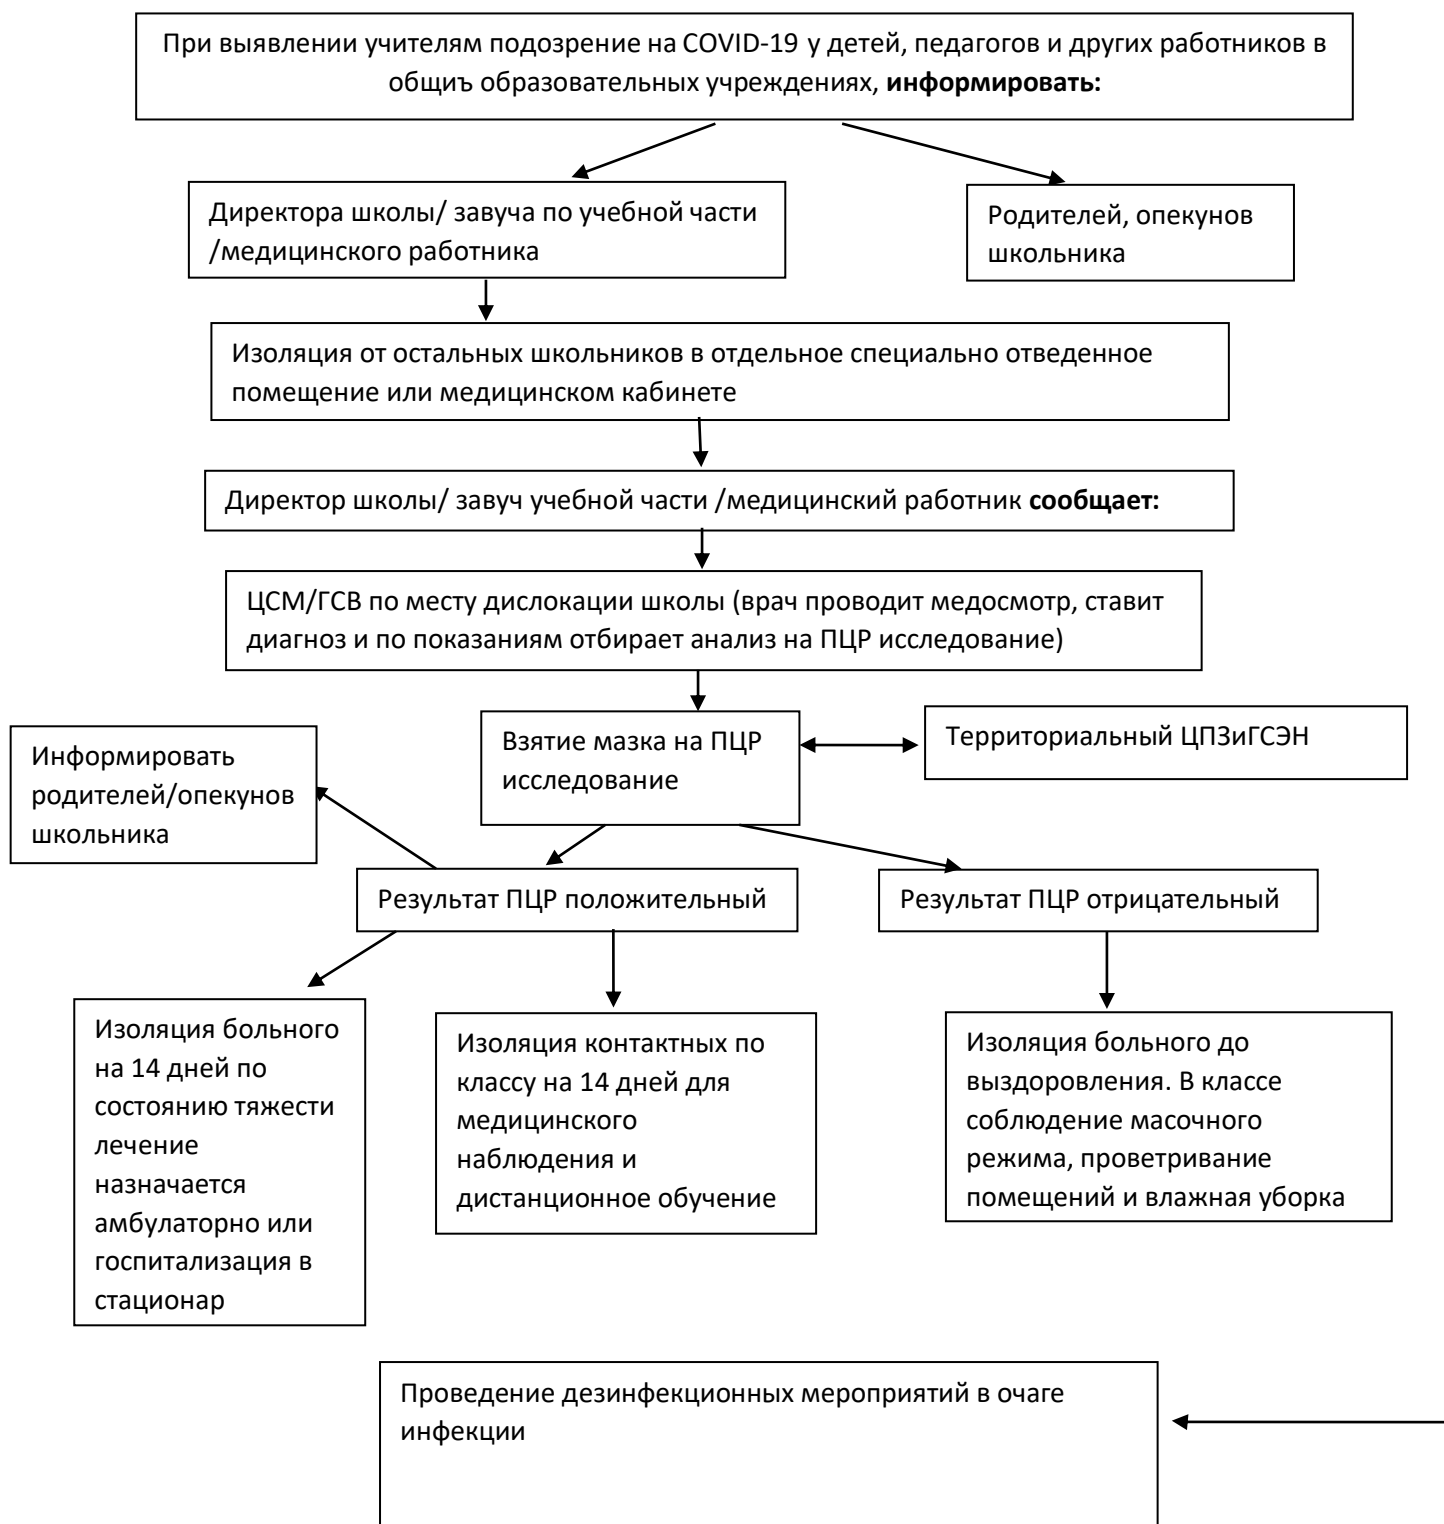 При выявлении учителям подозрение на COVID-19 у детей, педагогов и других работников в
общиъ образовательных учреждениях, информировать:
Директора школы/ завуча по учебной части
/медицинского работника
Родителей, опекунов
школьника
Изоляция от остальных школьников в отдельное специально отведенное
помещение или медицинском кабинете
Директор школы/ завуч учебной части /медицинский работник сообщает:
ЦСМ/ГСВ по месту дислокации школы (врач проводит медосмотр, ставит
диагноз и по показаниям отбирает анализ на ПЦР исследование)
Информировать
родителей/опекунов
школьника
Взятие мазка на ПЦР
исследование
Территориальный ЦПЗиГСЭН
Результат ПЦР положительный
Результат ПЦР отрицательный
Изоляция больного
на 14 дней по
состоянию тяжести
лечение
назначается
амбулаторно или
госпитализация в
стационар
Изоляция контактных по
классу на 14 дней для
медицинского
наблюдения и
дистанционное обучение
Изоляция больного до
выздоровления. В классе
соблюдение масочного
режима, проветривание
помещений и влажная уборка
Проведение дезинфекционных мероприятий в очаге
инфекции